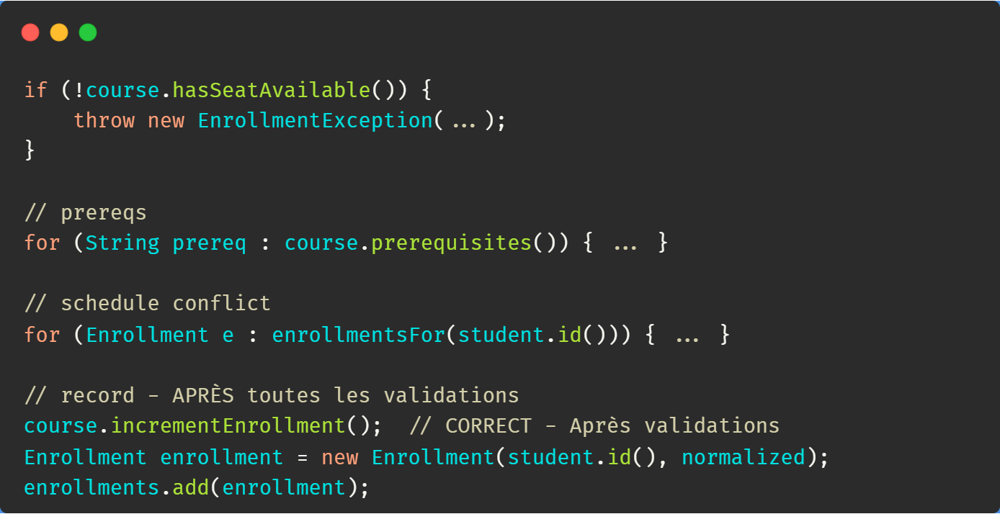 if (!course.hasSeatAvailable()) {
    throw new EnrollmentException(...);
}
// prereqs
for (String prereq : course.prerequisites()) { ... }
// schedule conflict
for (Enrollment e : enrollmentsFor(student.id())) { ... }
// record - APRÈS toutes les validations
course.incrementEnrollment();  // CORRECT - Après validations
Enrollment enrollment = new Enrollment(student.id(), normalized);
enrollments.add(enrollment);